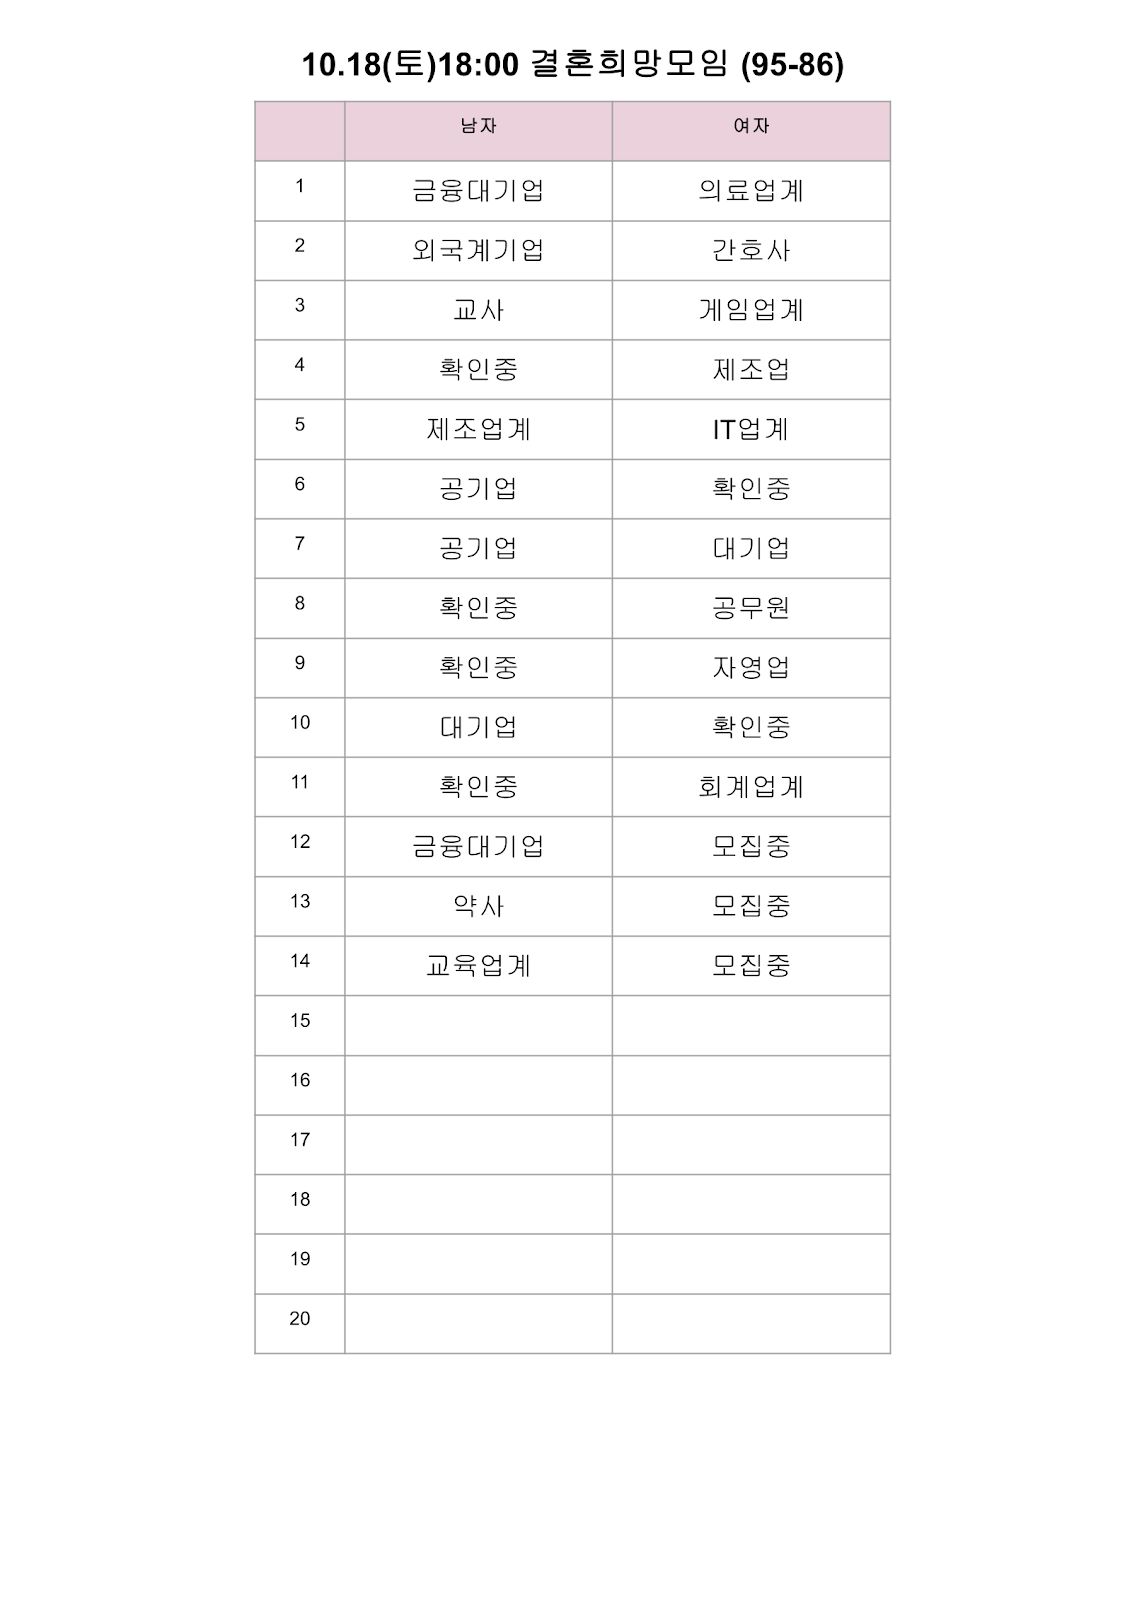 10.18(토)18:00 결혼희망모임 (95-86)
남자 여자
1 금융대기업 의료업계
2 외국계기업 간호사
3 교사 게임업계
4 확인중 제조업
5 제조업계 IT업계
6 공기업 확인중
7 공기업 대기업
8 확인중 공무원
9 확인중 자영업
10 대기업 확인중
11 확인중 회계업계
12 금융대기업 모집중
13 약사 모집중
14 교육업계 모집중
15
16
17
18
19
20